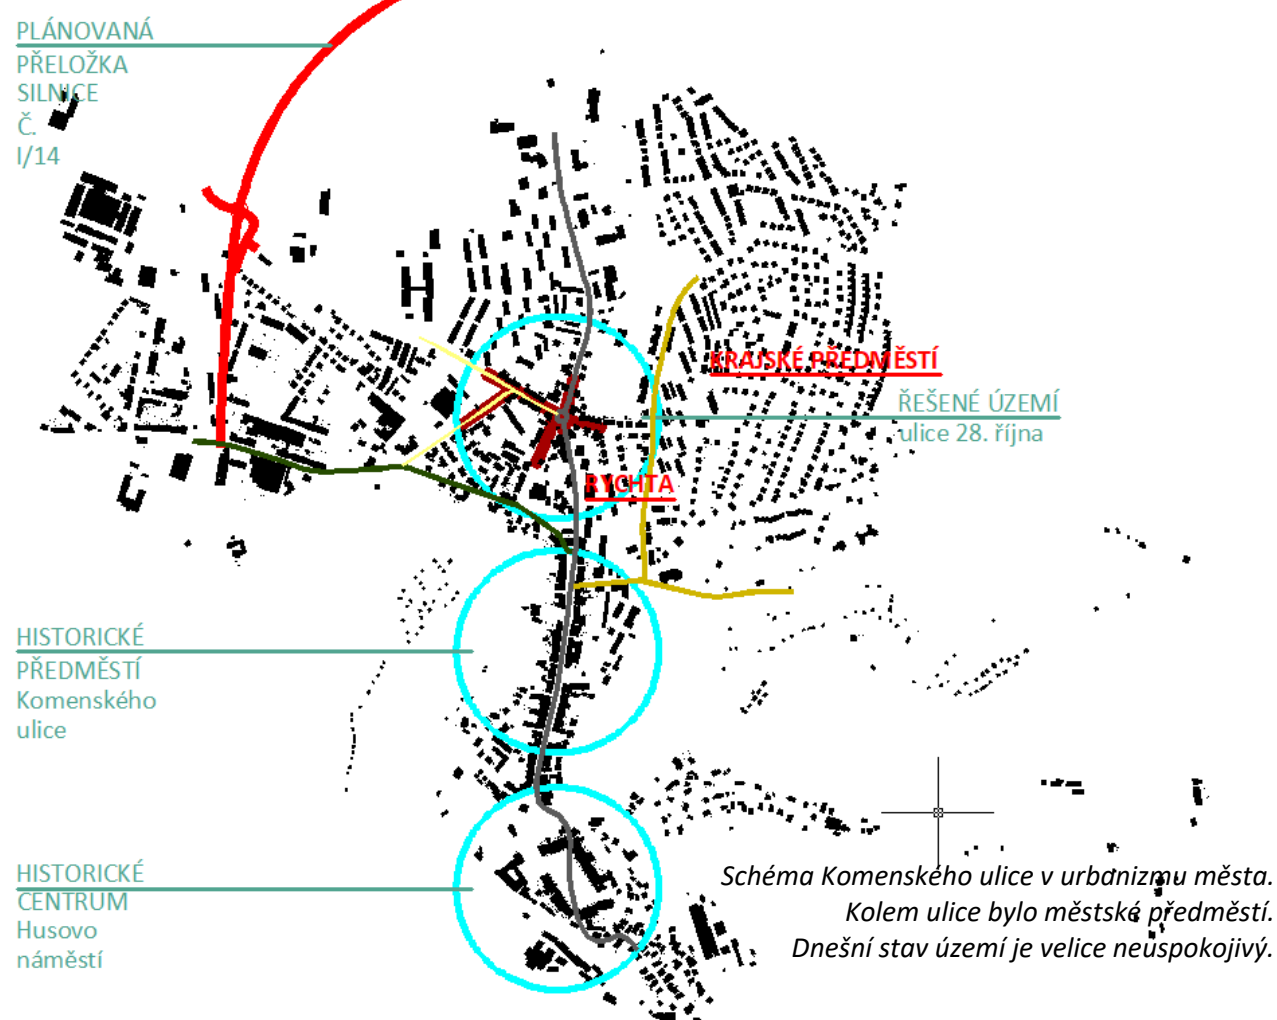 PLÁNOVANÁ
PŘELOŽKA
SILNICE
Č.
I/14
KRAJSKÉ PŘEDMĚSTÍ
ŘEŠENÉ ÚZEMÍ
ulice 28. října
RYCHTA
HISTORICKÉ
PŘEDMĚSTÍ
Komenského
ulice
HISTORICKÉ
CENTRUM
Husovo
náměstí
Schéma Komenského ulice v urbanizmu města.
Kolem ulice bylo městské předměstí.
Dnešní stav území je velice neuspokojivý.